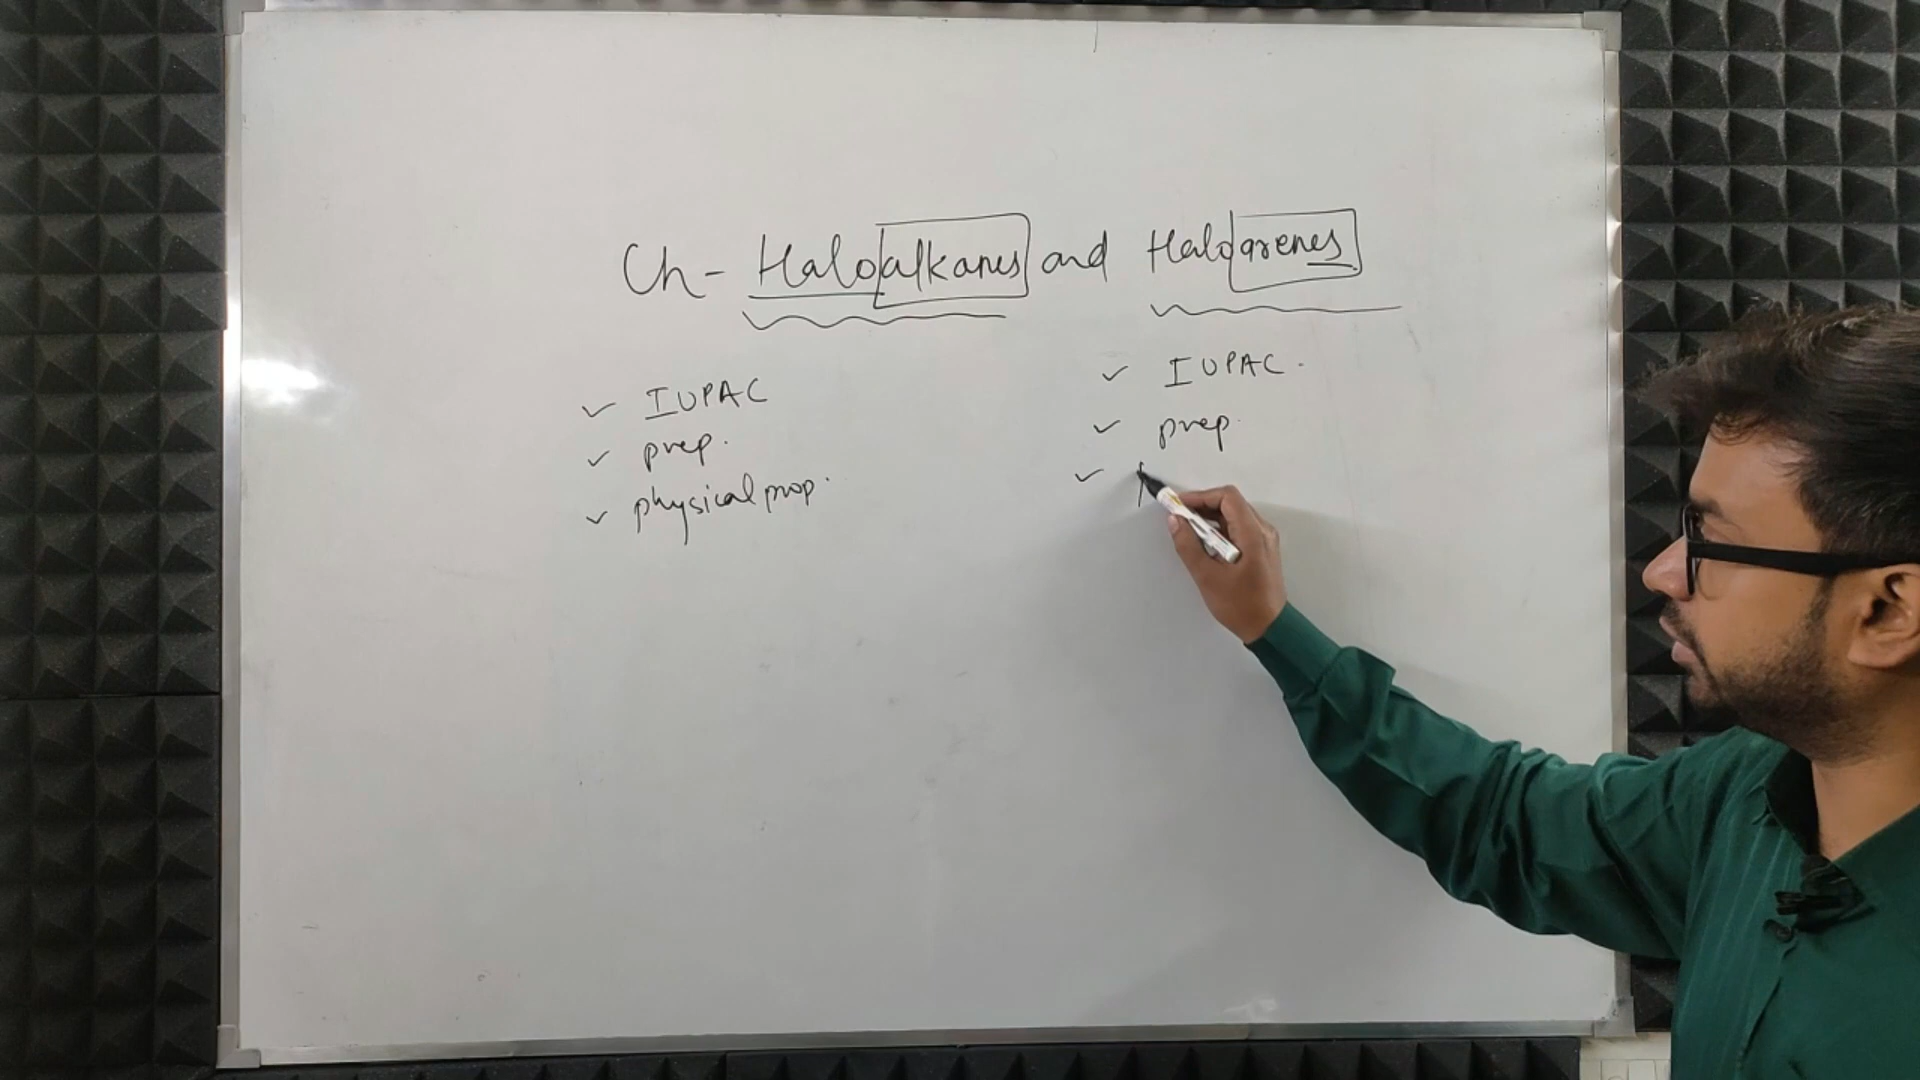 Ch- Haloalkanes and Haloarenes
✓ IUPAC
✓ prep.
✓ physical prop.
✓ IUPAC.
✓ prep.
✓ p